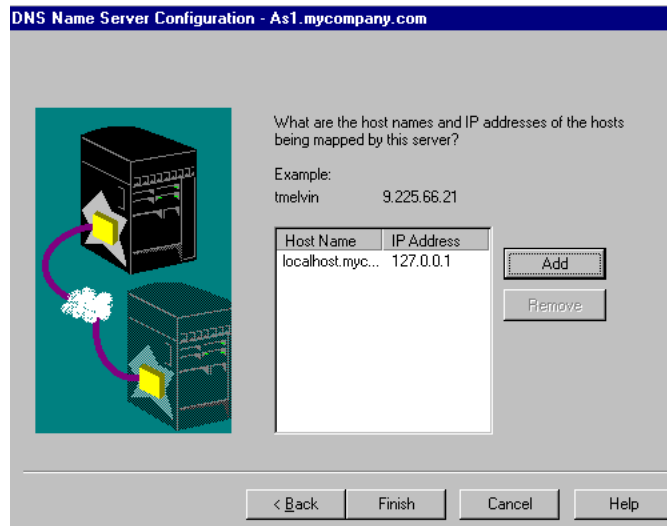 DNS Name Server Configuration - As1.mycompany.com
What are the host names and IP addresses of the hosts
being mapped by this server?
Example:
tmelvin 9.225.66.21
Host Name IP Address
localhost.myc... 127.0.0.1
Add
Remove
< Back Finish Cancel Help